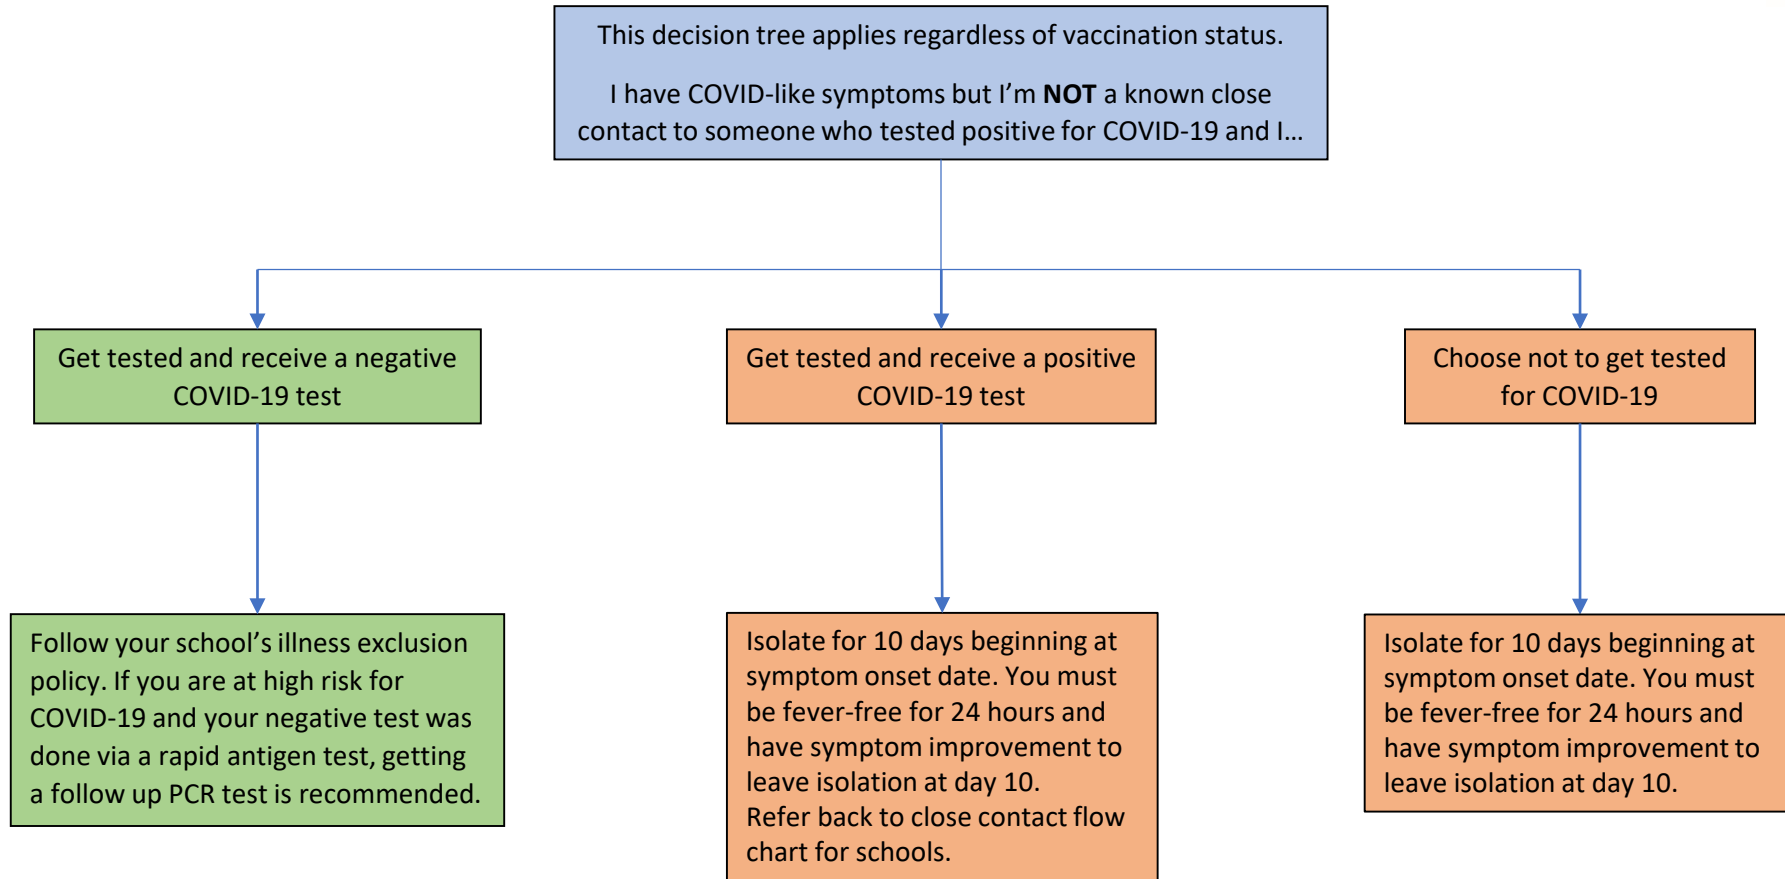 This decision tree applies regardless of vaccination status.
I have COVID-like symptoms but I’m NOT a known close
contact to someone who tested positive for COVID-19 and I…
Get tested and receive a negative
COVID-19 test
Get tested and receive a positive
COVID-19 test
Choose not to get tested
for COVID-19
Follow your school’s illness exclusion
policy. If you are at high risk for
COVID-19 and your negative test was
done via a rapid antigen test, getting
a follow up PCR test is recommended.
Isolate for 10 days beginning at
symptom onset date. You must
be fever-free for 24 hours and
have symptom improvement to
leave isolation at day 10.
Refer back to close contact flow
chart for schools.
Isolate for 10 days beginning at
symptom onset date. You must
be fever-free for 24 hours and
have symptom improvement to
leave isolation at day 10.